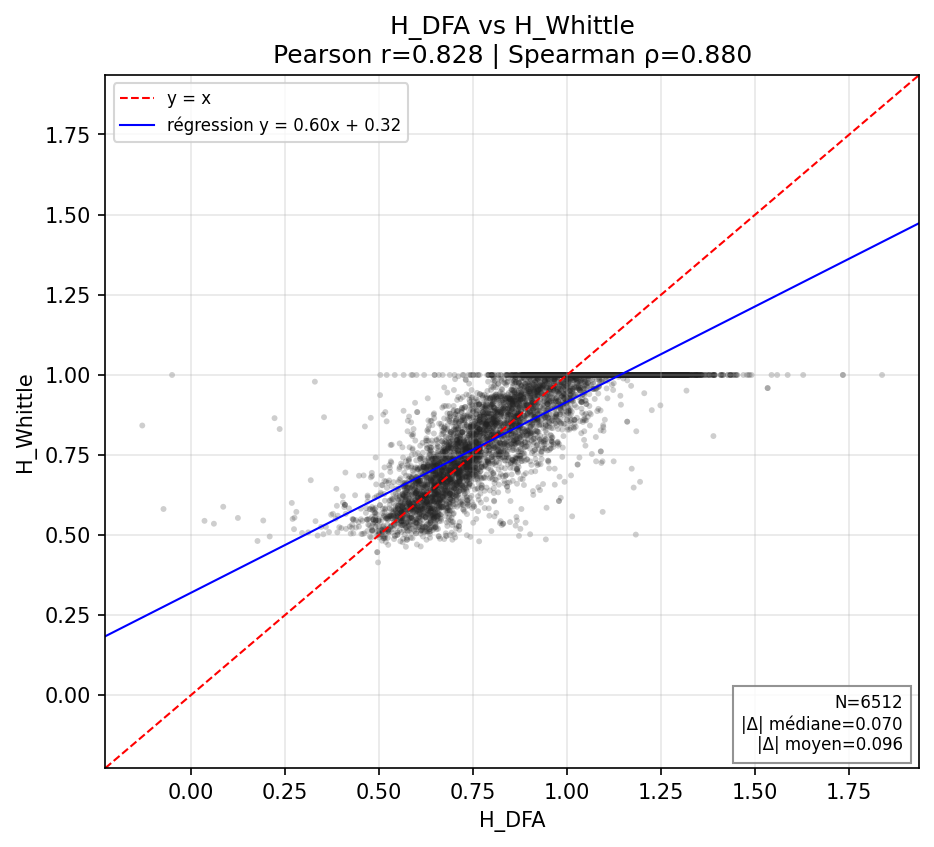 H_DFA vs H_Whittle
Pearson r=0.828 | Spearman ρ=0.880
y = x
régression y = 0.60x + 0.32
1.75
1.50
1.25
1.00
0.75
0.50
0.25
0.00
H_Whittle
N=6512
|Δ| médiane=0.070
|Δ| moyen=0.096
0.00 0.25 0.50 0.75 1.00 1.25 1.50 1.75
H_DFA